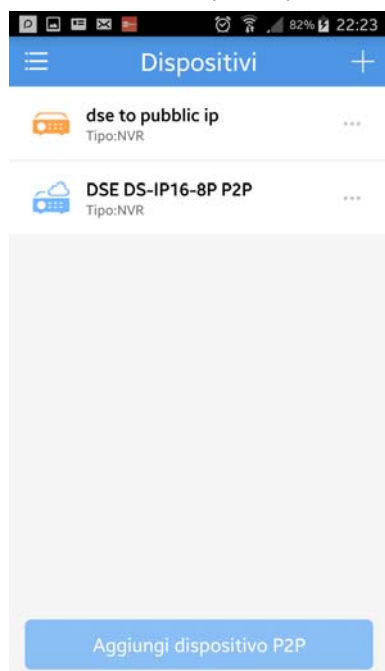 82% 22:23
Dispositivi
dse to pubblic ip
Tipo:NVR
DSE DS-IP16-8P P2P
Tipo:NVR
Aggiungi dispositivo P2P